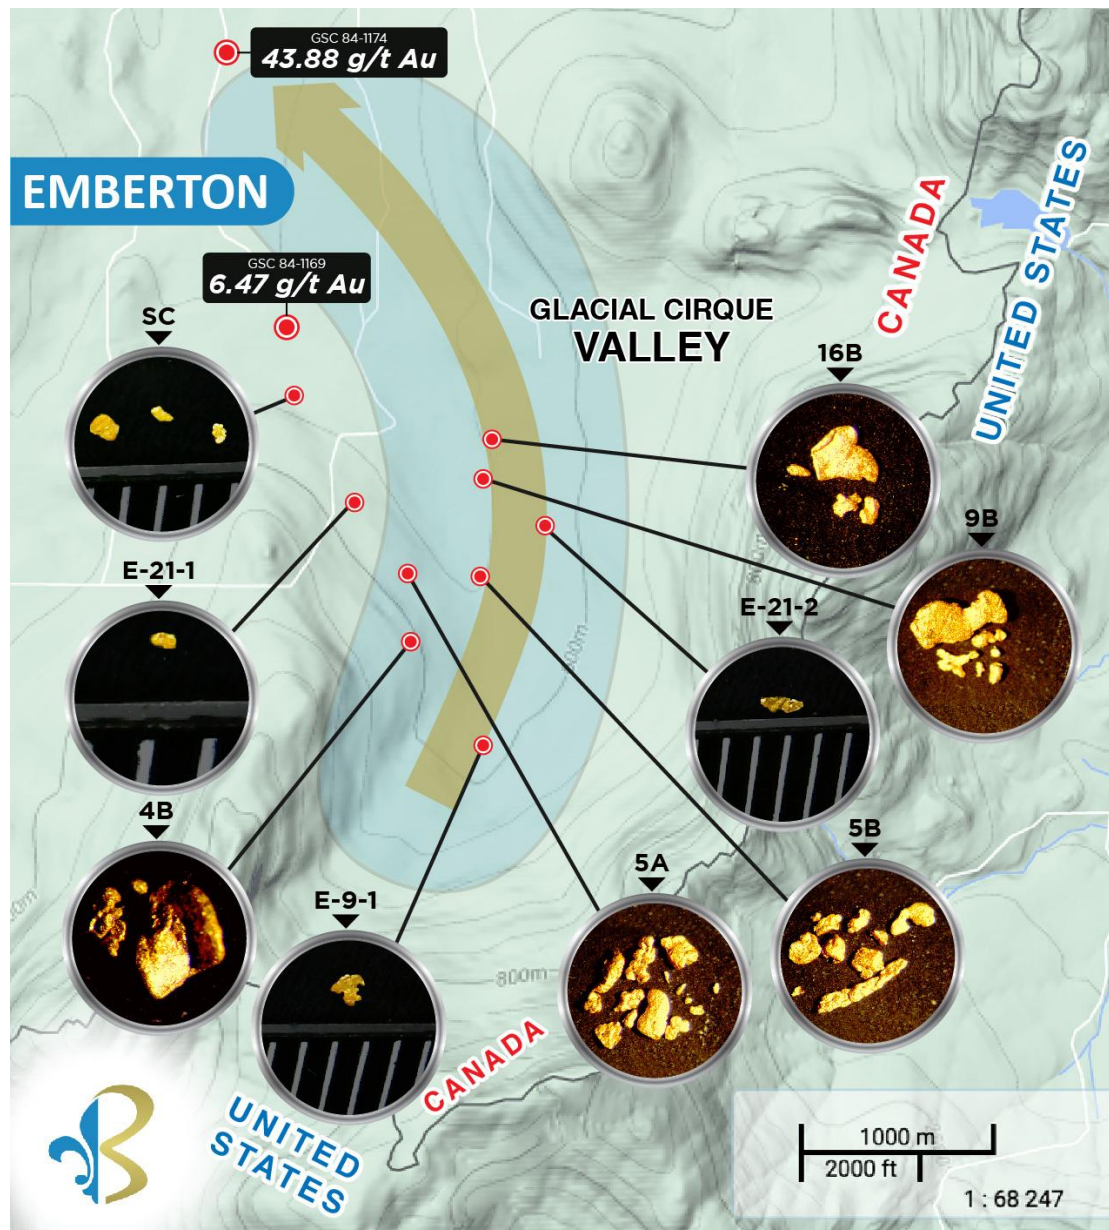 GSC 84-1174
43.88 g/t Au
EMBERTON
CANADA
UNITED STATES
GSC 84-1169
6.47 g/t Au
SC
GLACIAL CIRQUE
VALLEY
16B
9B
E-21-1
E-21-2
800m
4B
5B
5A
E-9-1
800m
CANADA
UNITED
STATES
1000 m
2000 ft
1 : 68 247